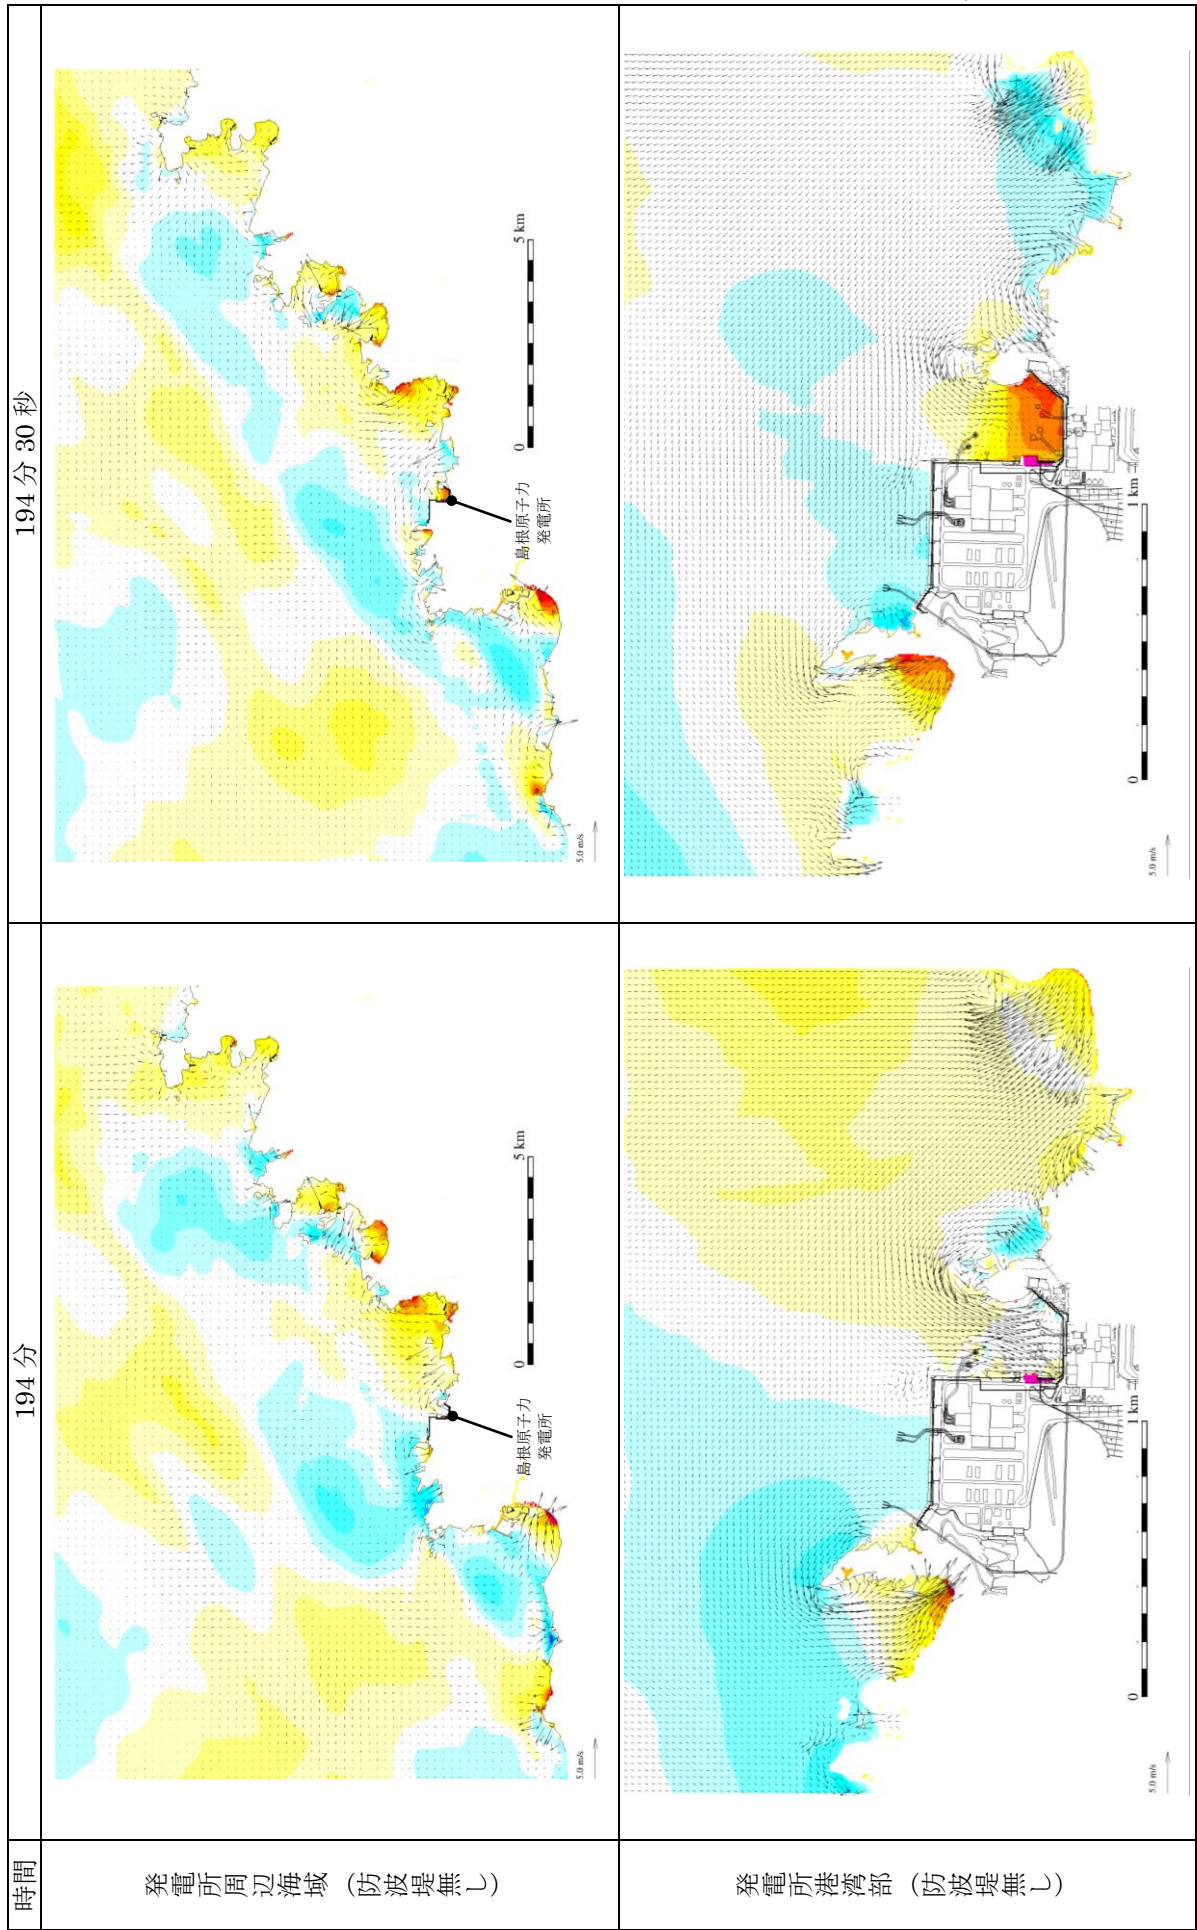 時間
194分
194分30秒
発電所周辺海域（防波堤無し）
島根原子力
発電所
0
5 km
5.0 m/s
島根原子力
発電所
0
5 km
5.0 m/s
発電所港湾部（防波堤無し）
0
1 km
5.0 m/s
0
1 km
5.0 m/s